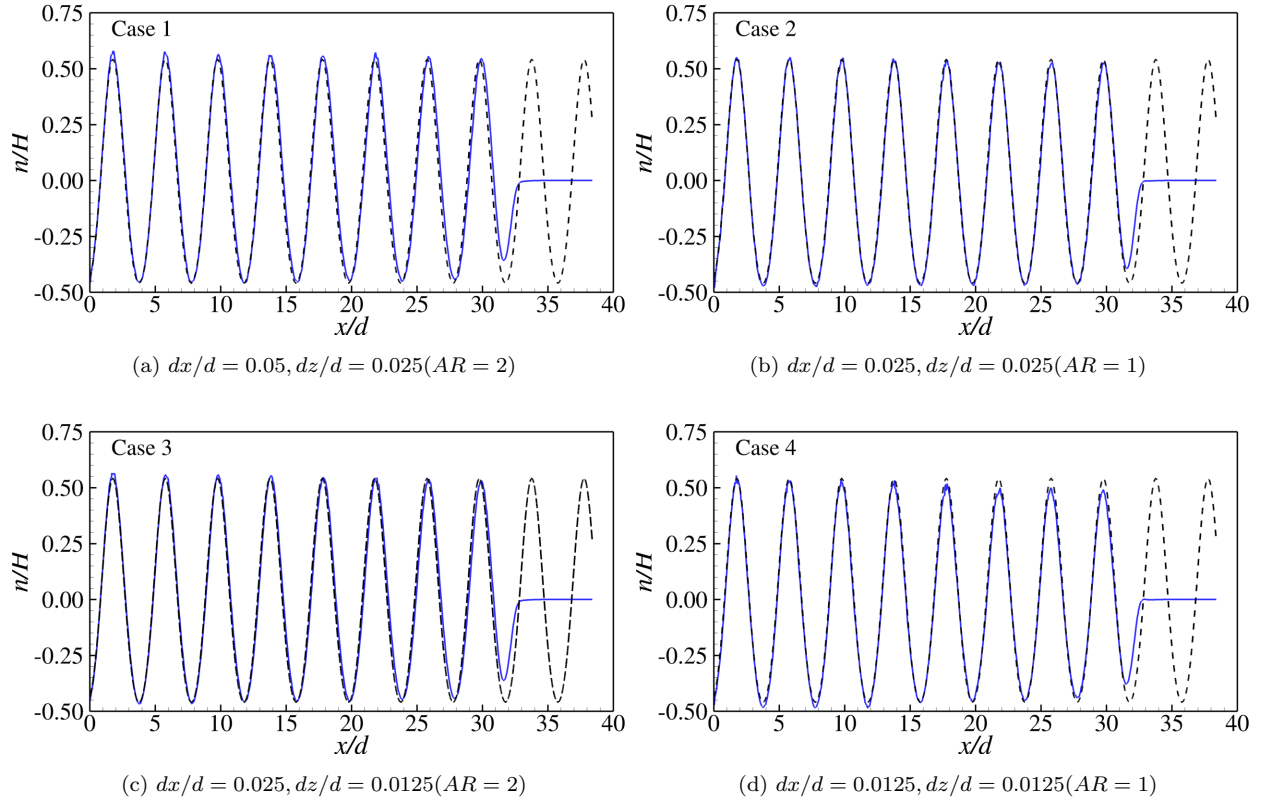 Case 1
0.75
0.50
0.25
0.00
-0.25
-0.50
n/H
0 5 10 15 20 25 30 35 40
x/d
(a) dx/d = 0.05, dz/d = 0.025(AR = 2)
Case 2
0.75
0.50
0.25
0.00
-0.25
-0.50
n/H
0 5 10 15 20 25 30 35 40
x/d
(b) dx/d = 0.025, dz/d = 0.025(AR = 1)
Case 3
0.75
0.50
0.25
0.00
-0.25
-0.50
n/H
0 5 10 15 20 25 30 35 40
x/d
(c) dx/d = 0.025, dz/d = 0.0125(AR = 2)
Case 4
0.75
0.50
0.25
0.00
-0.25
-0.50
n/H
0 5 10 15 20 25 30 35 40
x/d
(d) dx/d = 0.0125, dz/d = 0.0125(AR = 1)